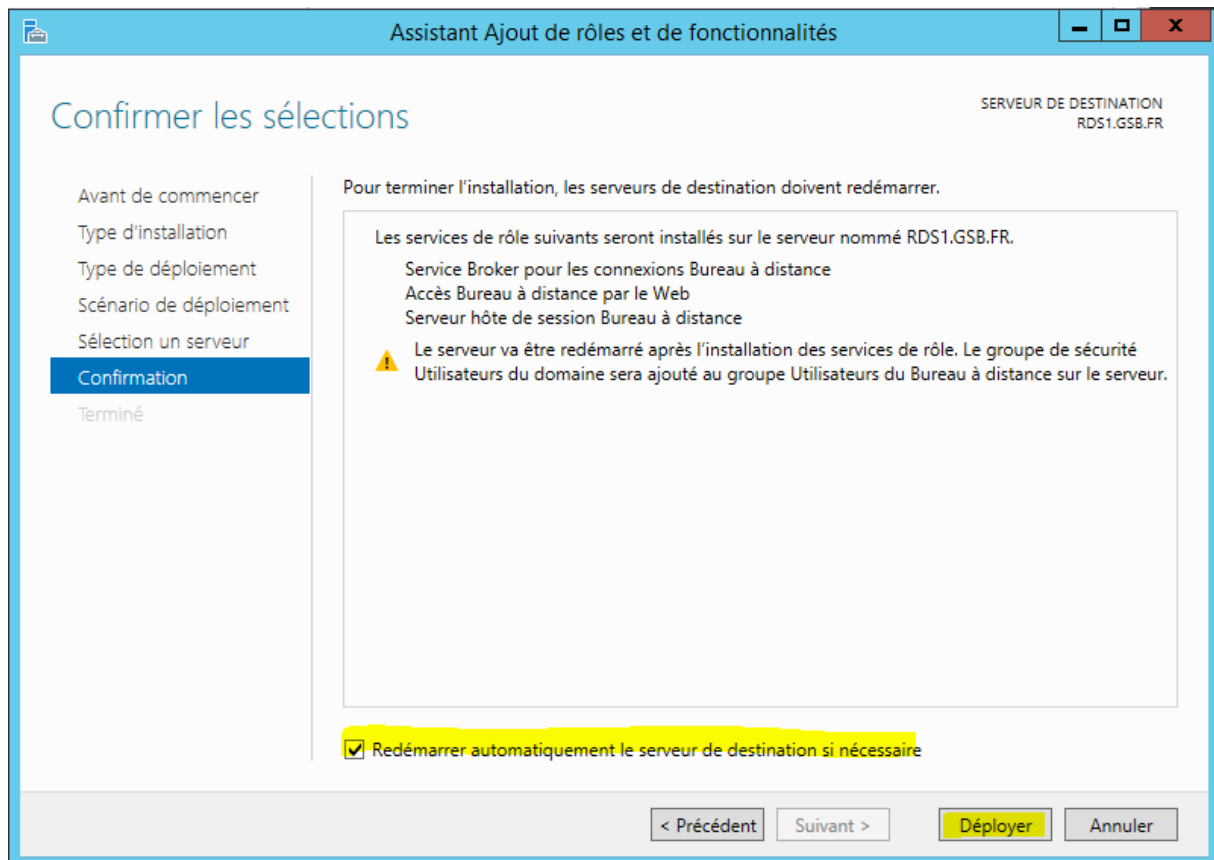 Assistant Ajout de rôles et de fonctionnalités
Confirmer les sélections
SERVEUR DE DESTINATION
RDS1.GSB.FR
Avant de commencer
Type d'installation
Type de déploiement
Scénario de déploiement
Sélection un serveur
Confirmation
Terminé
Pour terminer l'installation, les serveurs de destination doivent redémarrer.
Les services de rôle suivants seront installés sur le serveur nommé RDS1.GSB.FR.
Service Broker pour les connexions Bureau à distance
Accès Bureau à distance par le Web
Serveur hôte de session Bureau à distance
Le serveur va être redémarré après l'installation des services de rôle. Le groupe de sécurité
Utilisateurs du domaine sera ajouté au groupe Utilisateurs du Bureau à distance sur le serveur.
Redémarrer automatiquement le serveur de destination si nécessaire
< Précédent
Suivant >
Déployer
Annuler